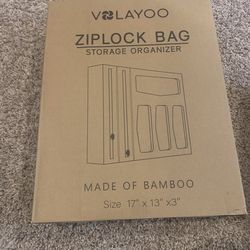 VOLAYOO
ZIPLOCK BAG
STORAGE ORGANIZER
MADE OF BAMBOO
Size 17" x 13" x3"